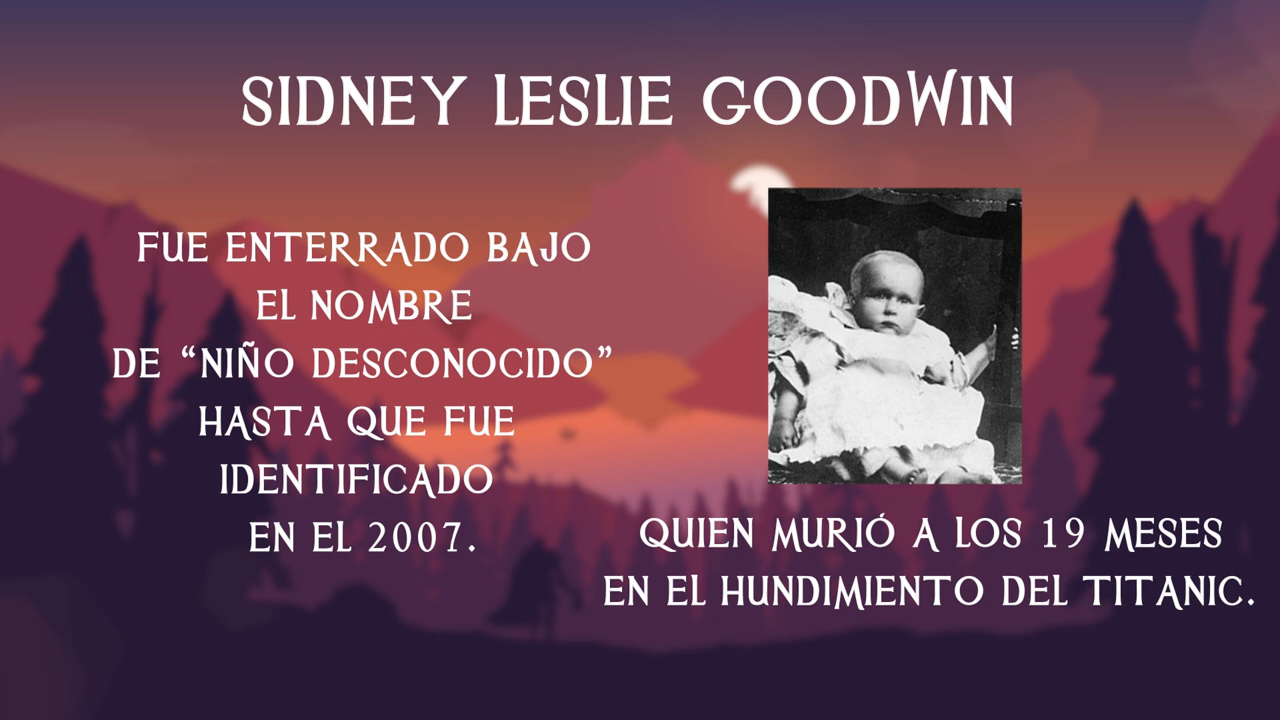 SIDNEY LESLIE GOODWIN
FUE ENTERRADO BAJO
EL NOMBRE
DE “NIÑO DESCONOCIDO”
HASTA QUE FUE
IDENTIFICADO
EN EL 2007.
QUIEN MURIÓ A LOS 19 MESES
EN EL HUNDIMIENTO DEL TITANIC.